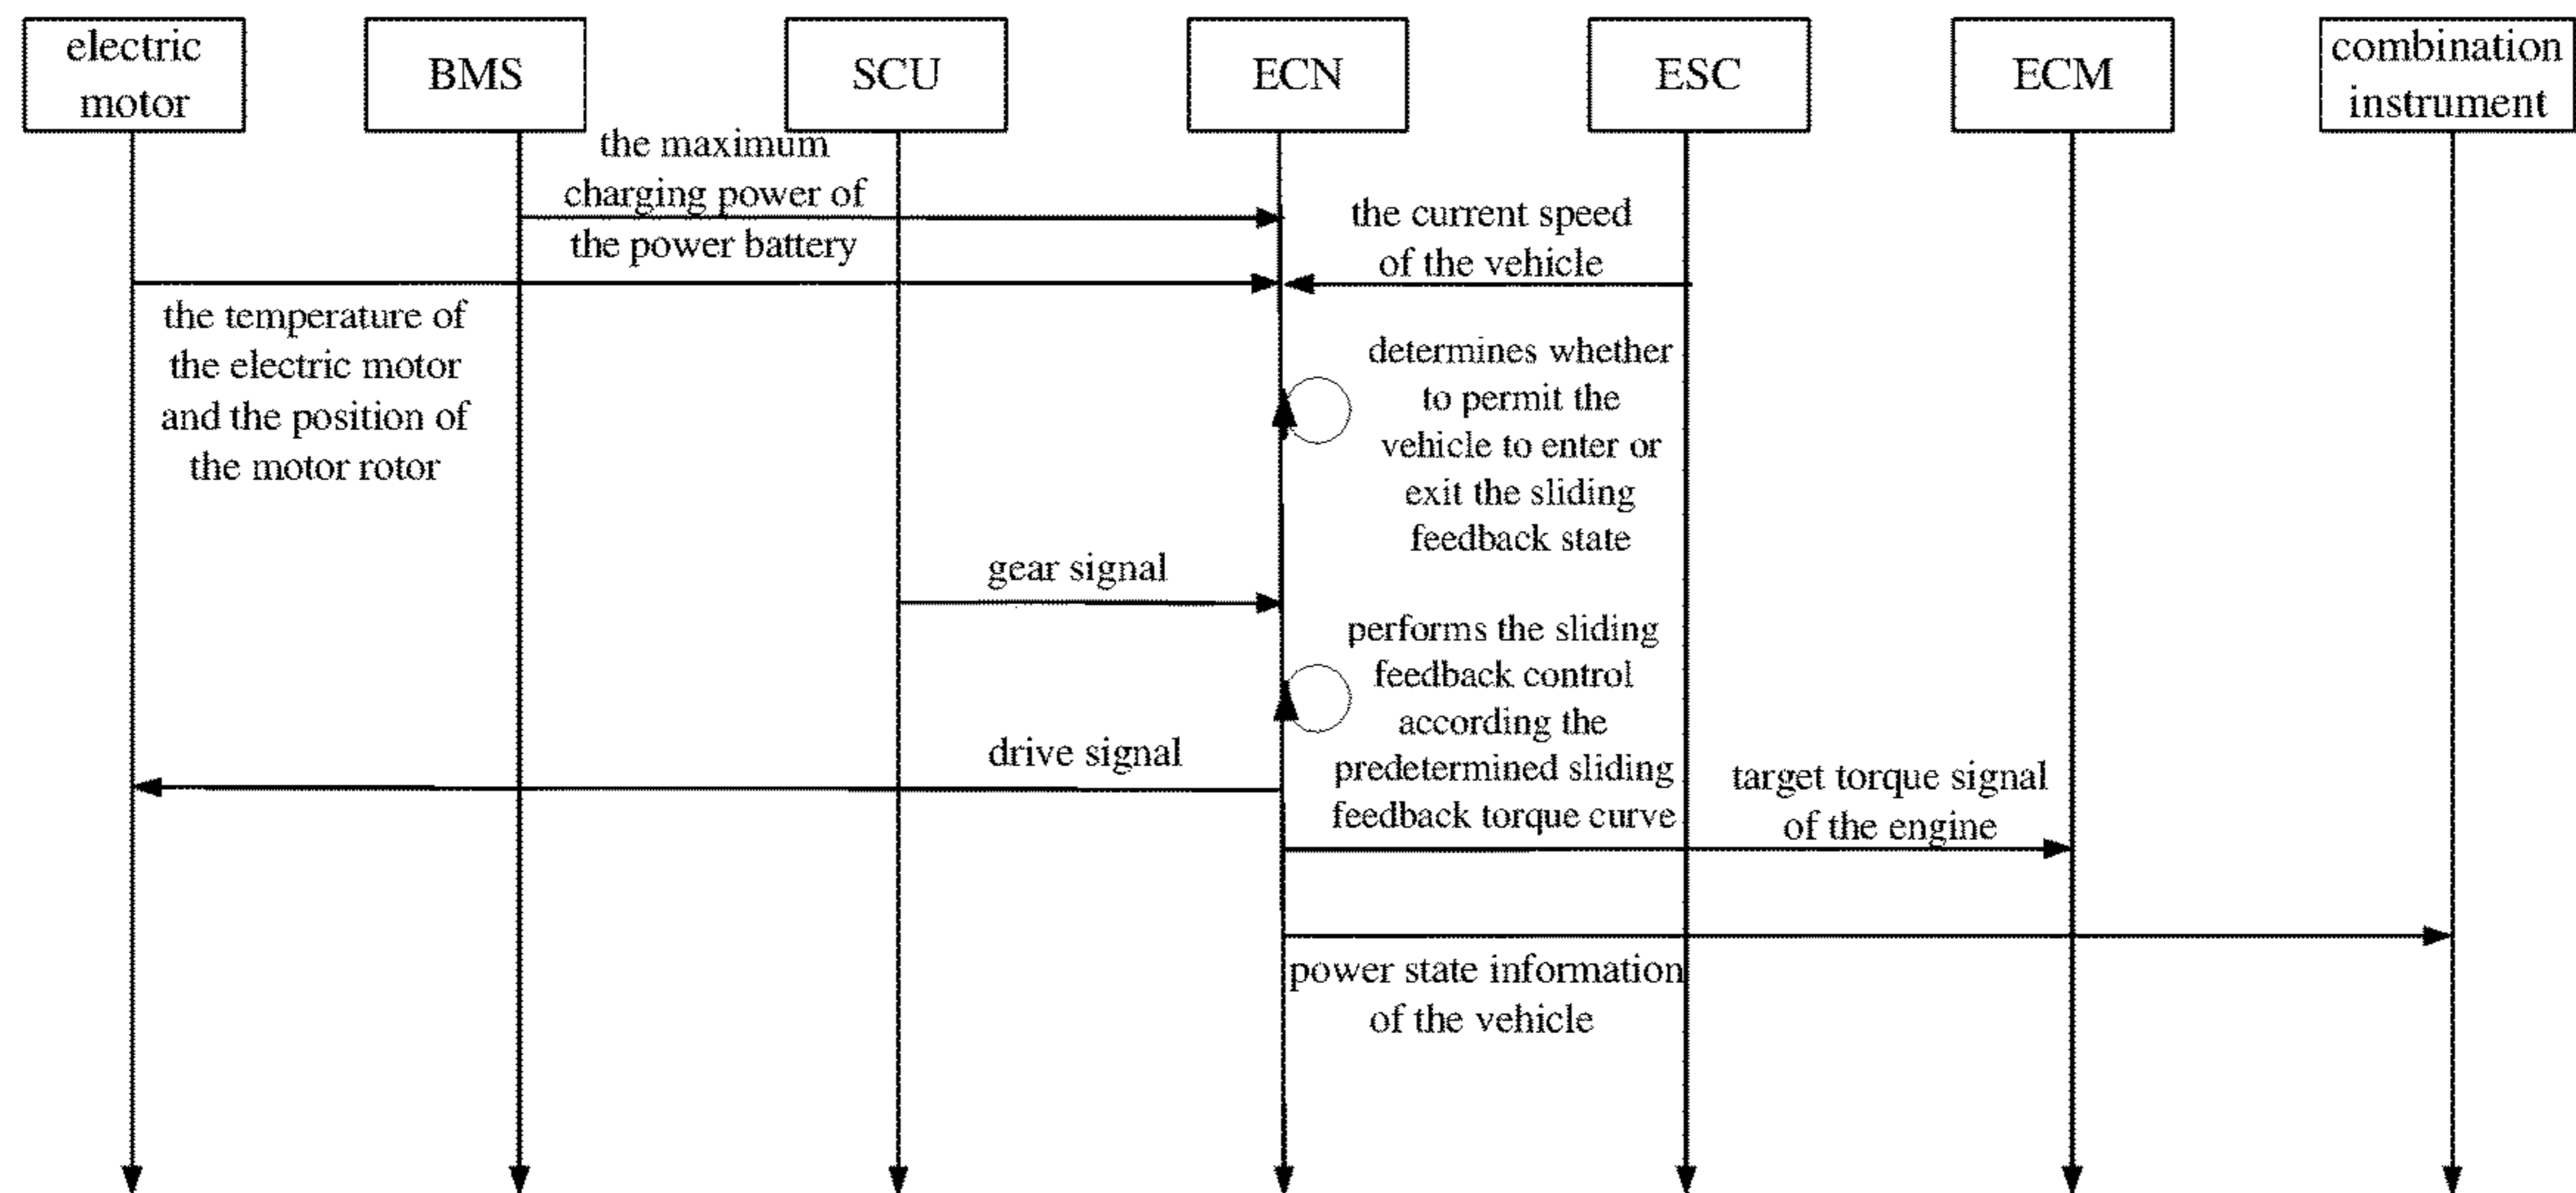 electric
motor
BMS
SCU
ECN
ESC
ECM
combination
instrument
the maximum
charging power of
the power battery
the current speed
of the vehicle
the temperature of
the electric motor
and the position of
the motor rotor
determines whether
to permit the
vehicle to enter or
exit the sliding
feedback state
gear signal
performs the sliding
feedback control
according the
predetermined sliding
feedback torque curve
drive signal
target torque signal
of the engine
power state information
of the vehicle